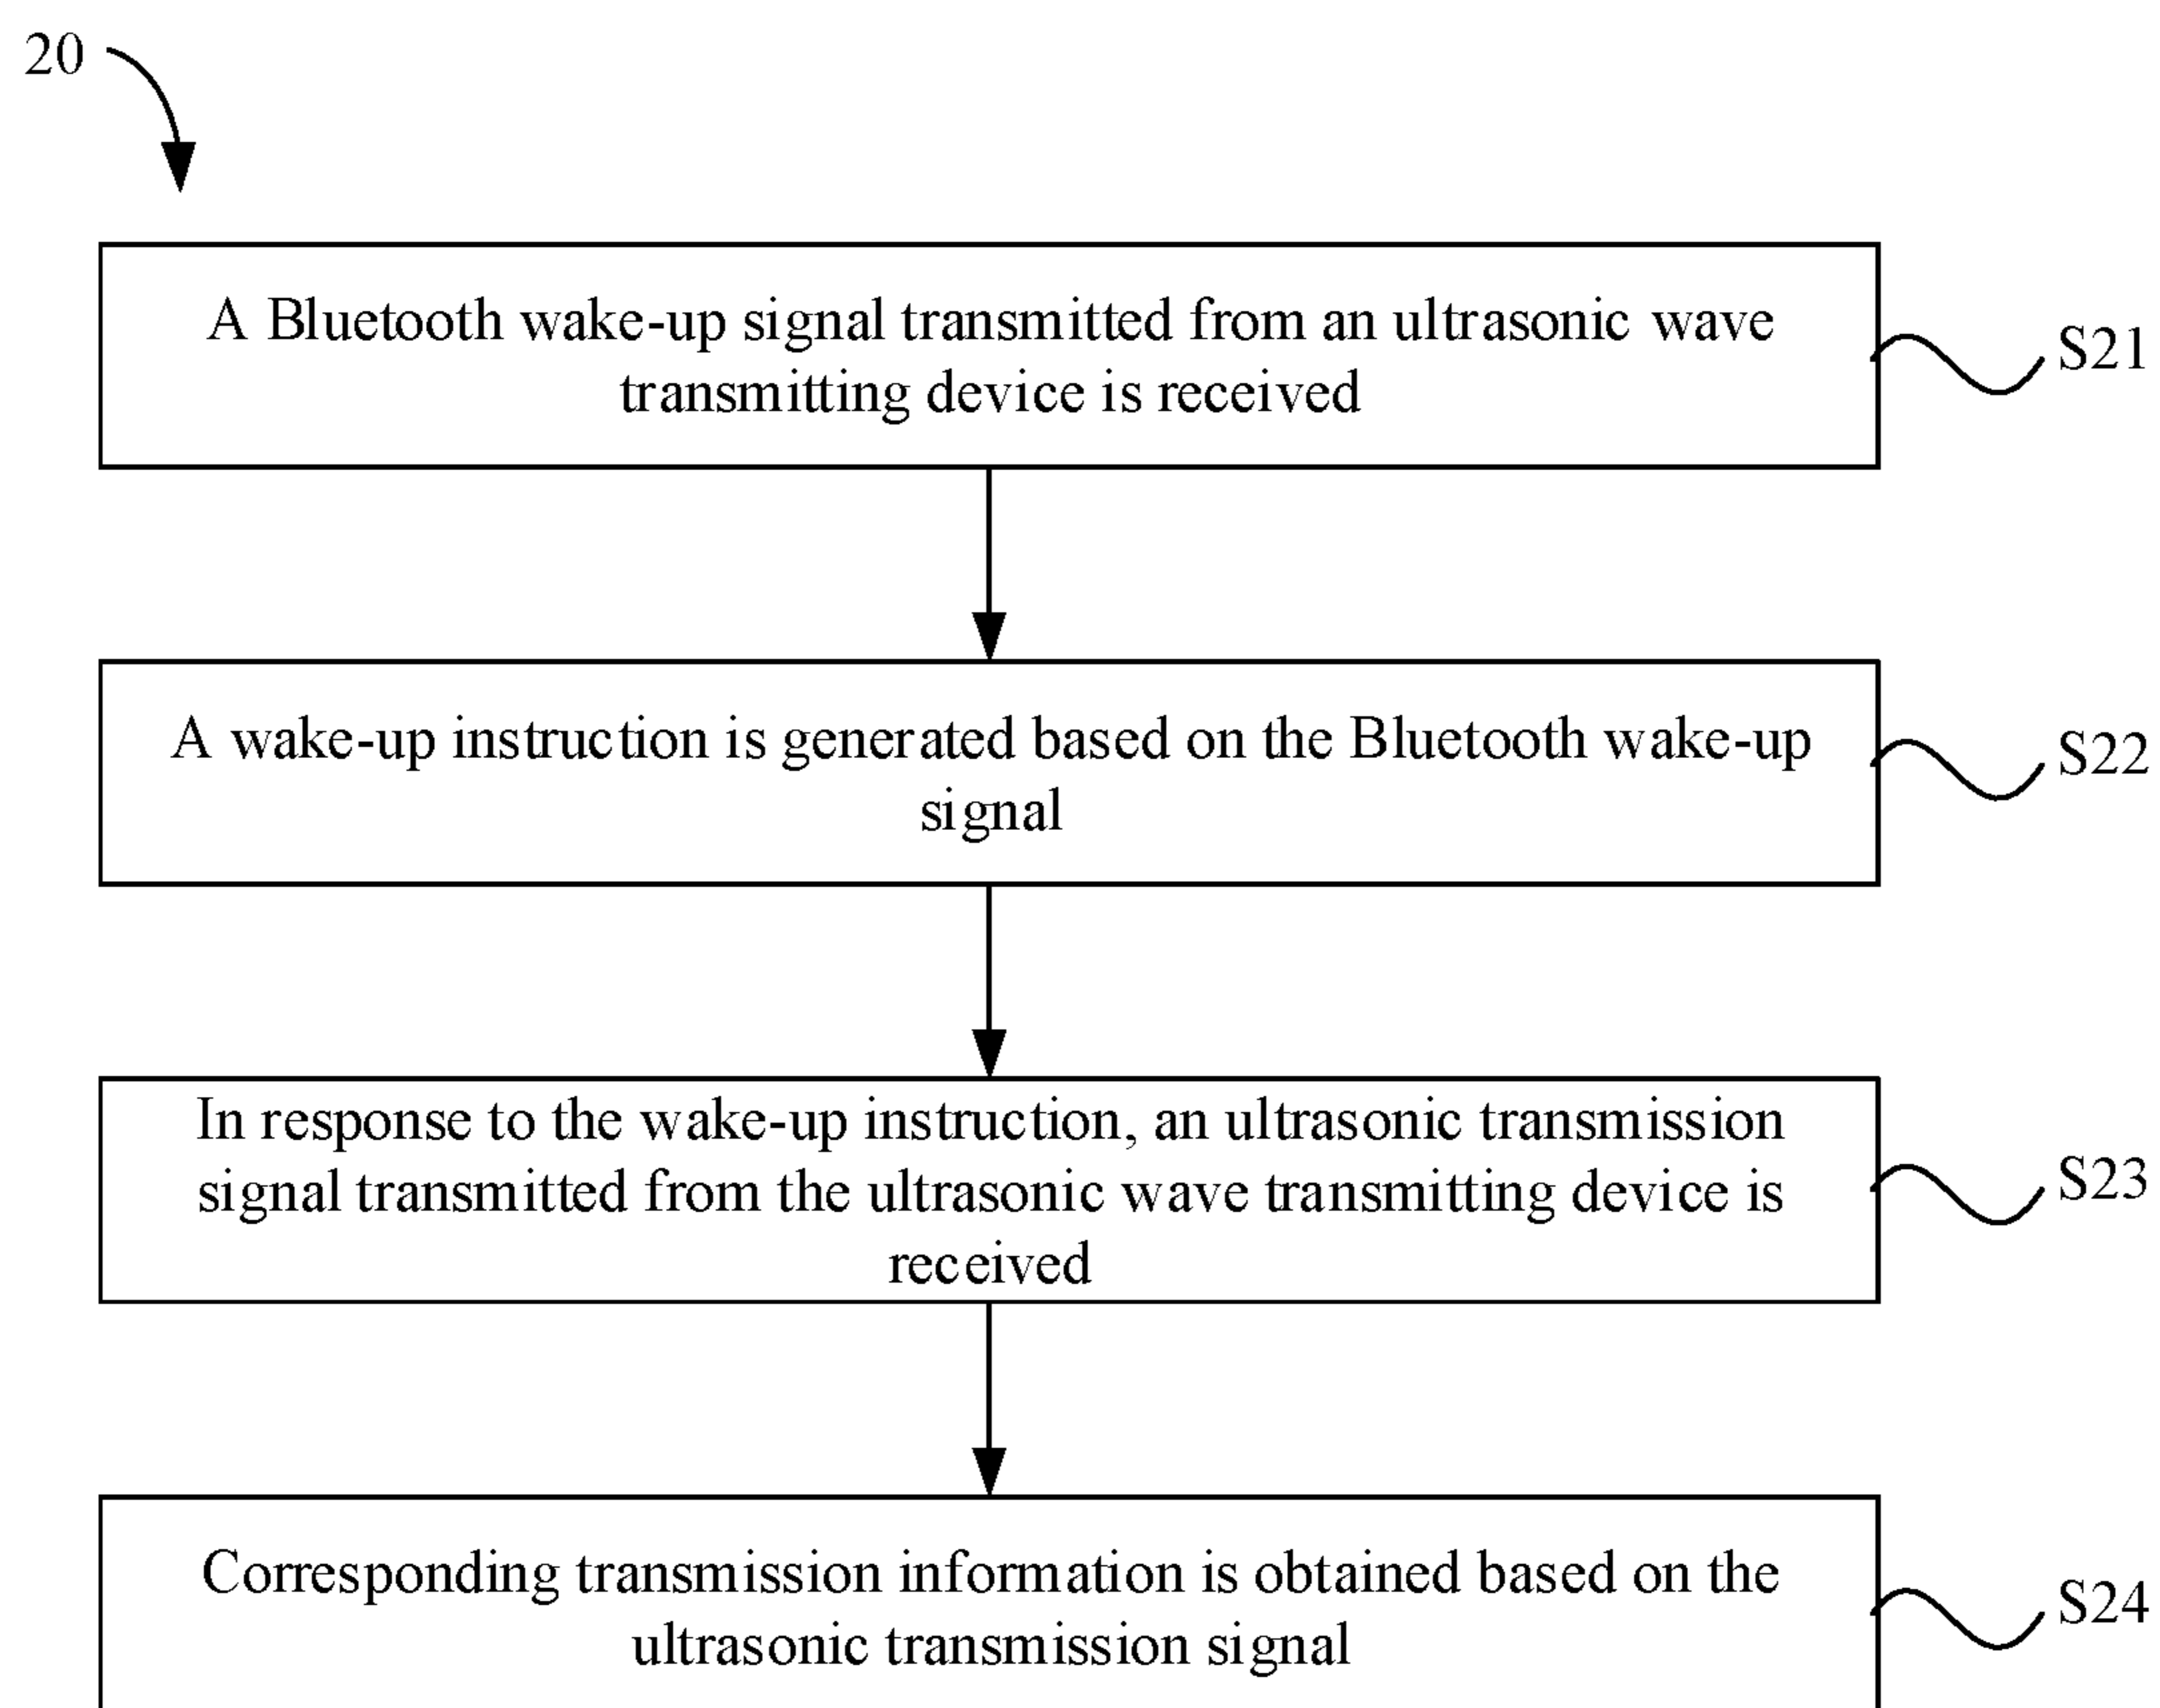 20
A Bluetooth wake-up signal transmitted from an ultrasonic wave
transmitting device is received
S21
A wake-up instruction is generated based on the Bluetooth wake-up
signal
S22
In response to the wake-up instruction, an ultrasonic transmission
signal transmitted from the ultrasonic wave transmitting device is
received
S23
Corresponding transmission information is obtained based on the
ultrasonic transmission signal
S24